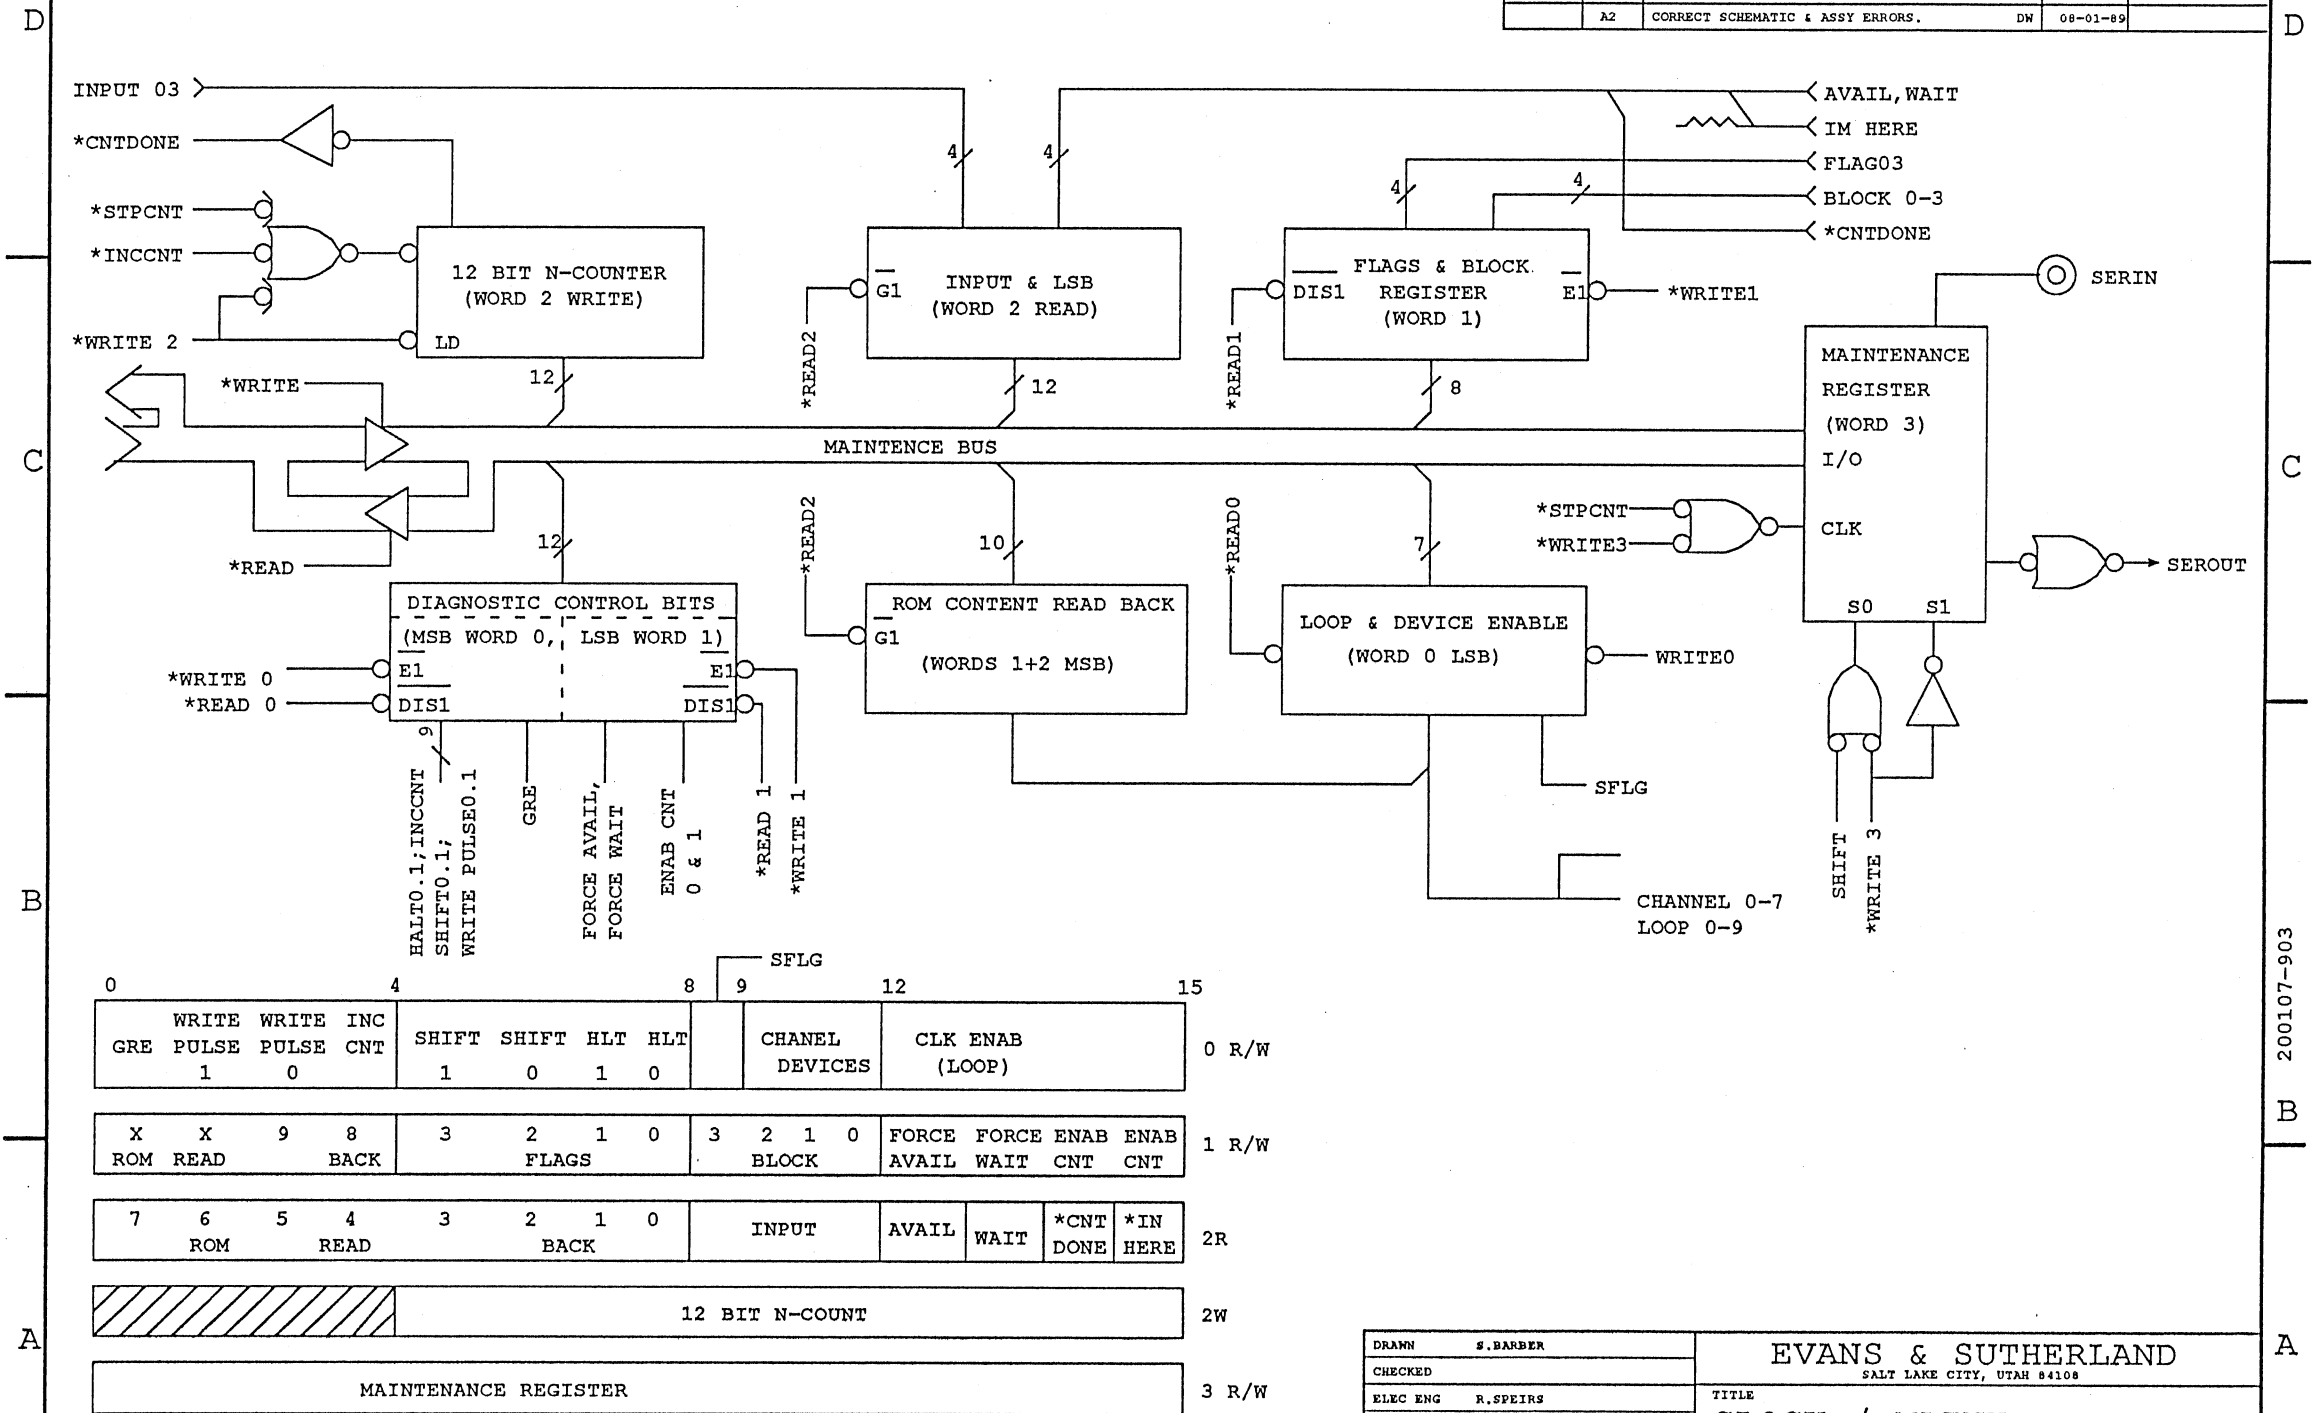 D
A2 CORRECT SCHEMATIC & ASSY ERRORS. DW 08-01-89
D
INPUT 03
*CNTDONE
*STPCNT
*INCCNT
*WRITE 2
12 BIT N-COUNTER
(WORD 2 WRITE)
LD
12
4
4
INPUT & LSB
(WORD 2 READ)
G1
*READ2
12
4
4
FLAGS & BLOCK
REGISTER
(WORD 1)
DIS1
E1
*WRITE1
*READ1
8
AVAIL,WAIT
IM HERE
FLAG03
BLOCK 0-3
*CNTDONE
SERIN
MAINTENANCE
REGISTER
(WORD 3)
I/O
CLK
S0 S1
*STPCNT
*WRITE3
SEROUT
SHIFT
*WRITE 3
*WRITE
*READ
MAINTENCE BUS
C
C
12
DIAGNOSTIC CONTROL BITS
(MSB WORD 0, LSB WORD 1)
E1 E1
DIS1 DIS1
*WRITE 0
*READ 0
9
HALT0.1;INCCNT
SHIFT0.1;
WRITE PULSE0.1
GRE
FORCE AVAIL,
FORCE WAIT
ENAB CNT
0 & 1
*READ 1
*WRITE 1
*READ2
10
ROM CONTENT READ BACK
G1
(WORDS 1+2 MSB)
*READ0
7
LOOP & DEVICE ENABLE
(WORD 0 LSB)
WRITE0
SFLG
CHANNEL 0-7
LOOP 0-9
B
200107-903
B
SFLG
0 4 8 9 12 15
WRITE WRITE INC
GRE PULSE PULSE CNT
1 0
SHIFT SHIFT HLT HLT
1 0 1 0
CHANEL
DEVICES
CLK ENAB
(LOOP)
0 R/W
X X 9 8 3 2 1 0 3 2 1 0 FORCE FORCE ENAB ENAB
ROM READ BACK FLAGS BLOCK AVAIL WAIT CNT CNT
1 R/W
7 6 5 4 3 2 1 0
ROM READ BACK
INPUT
AVAIL
WAIT
*CNT
DONE
*IN
HERE
2R
12 BIT N-COUNT
2W
MAINTENANCE REGISTER
3 R/W
A
A
DRAWN S.BARBER
CHECKED
ELEC ENG R.SPEIRS
EVANS & SUTHERLAND
SALT LAKE CITY, UTAH 84108
TITLE